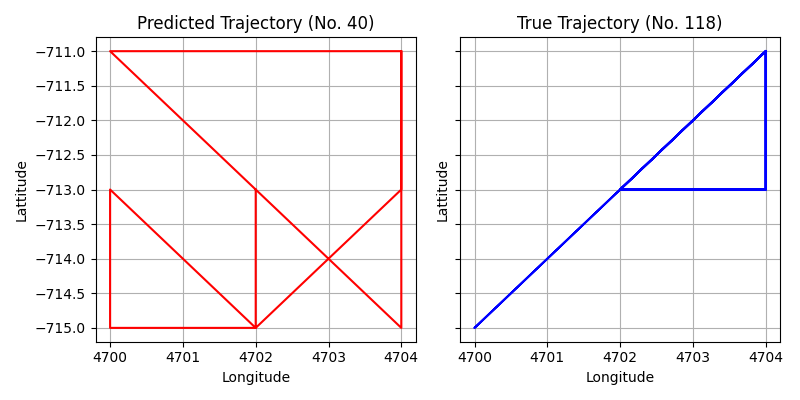 Predicted Trajectory (No. 40)
True Trajectory (No. 118)
−711.0
−711.5
−712.0
−712.5
−713.0
−713.5
−714.0
−714.5
−715.0
Lattitude
Lattitude
4700 4701 4702 4703 4704
4700 4701 4702 4703 4704
Longitude
Longitude